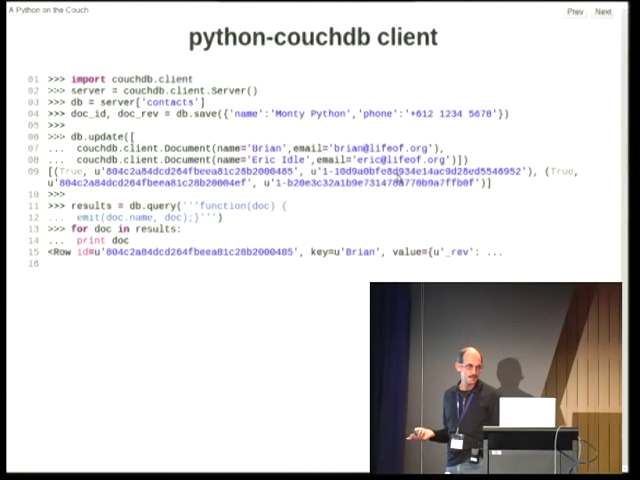 A Python on the Couch
Prev Next
python-couchdb client
01 >>> import couchdb.client
02 >>> server = couchdb.client.Server()
03 >>> db = server['contacts']
04 >>> doc_id, doc_rev = db.save({'name':'Monty Python','phone':'+612 1234 5678'})
05 >>>
06 >>> db.update([
07 ... couchdb.client.Document(name='Brian',email='brian@lifeof.org'),
08 ... couchdb.client.Document(name='Eric Idle',email='eric@lifeof.org')])
09 [(True, u'804c2a84dcd264fbeea81c28b2000485', u'1-10d9a0bfe8d934e14ac9d26ed5546952'), (True,
u'804c2a84dcd264fbeea81c28b20004ef', u'1-b20e3c32a1b9e7314784770b9a7ffb0f')]
10 >>>
11 >>> results = db.query('''function(doc) {
12 ... emit(doc.name, doc);}''')
13 >>> for doc in results:
14 ... print doc
15 <Row id=u'804c2a84dcd264fbeea81c28b2000485', key=u'Brian', value={u'_rev': ...
16